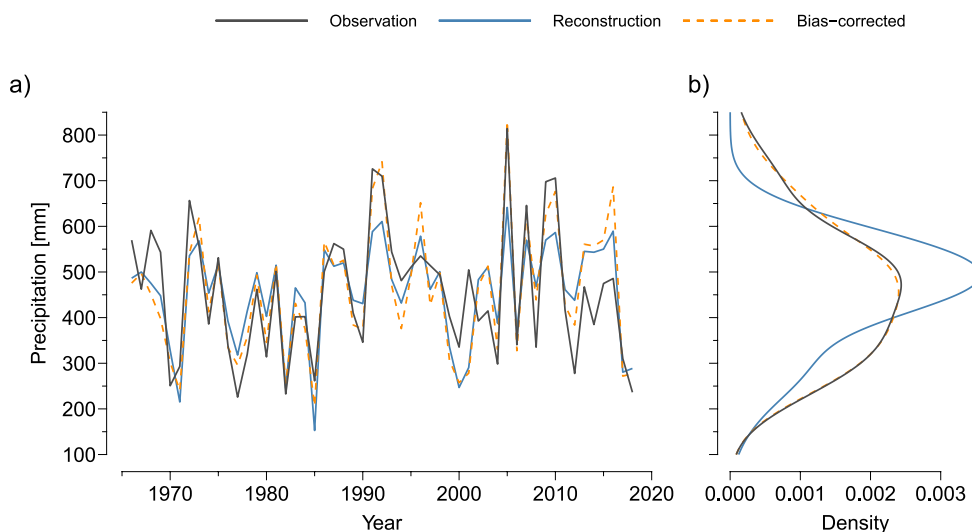 Observation Reconstruction Bias−corrected
a) b)
800
700
600
500
400
300
200
100
Precipitation [mm]
1970 1980 1990 2000 2010 2020
Year
0.000 0.001 0.002 0.003
Density